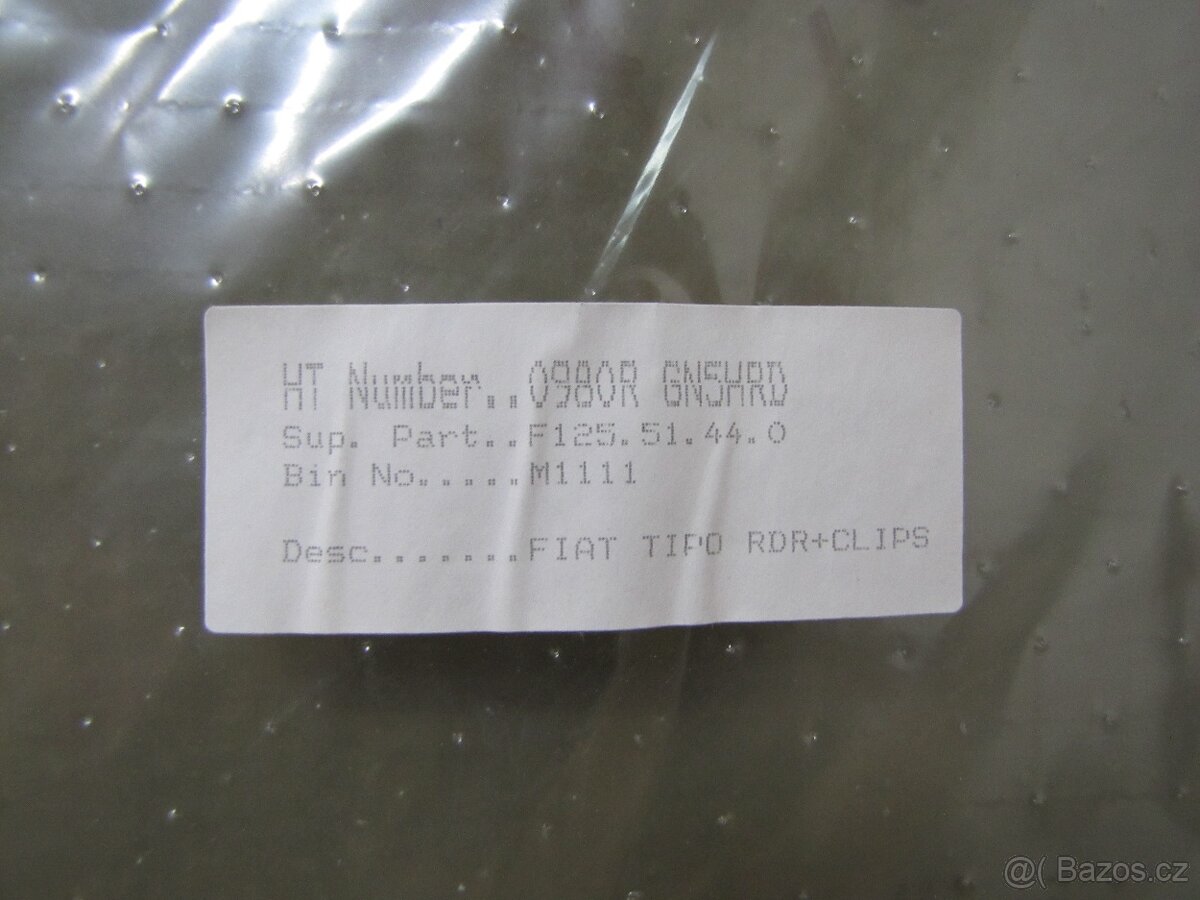 HT Number..0980R GN5HRD
Sup. Part..F125.51.44.0
Bin No.....M1111
Desc.......FIAT TIPO RDR+CLIPS
@( Bazos.cz